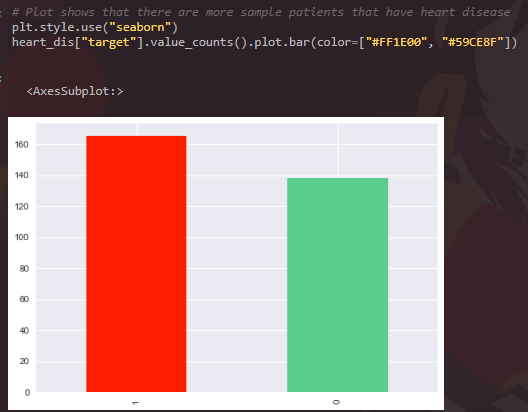 # Plot shows that there are more sample patients that have heart disease
plt.style.use("seaborn")
heart_dis["target"].value_counts().plot.bar(color=["#FF1E00", "#59CE8F"])
<AxesSubplot:>
160
140
120
100
80
60
40
20
0
1
0